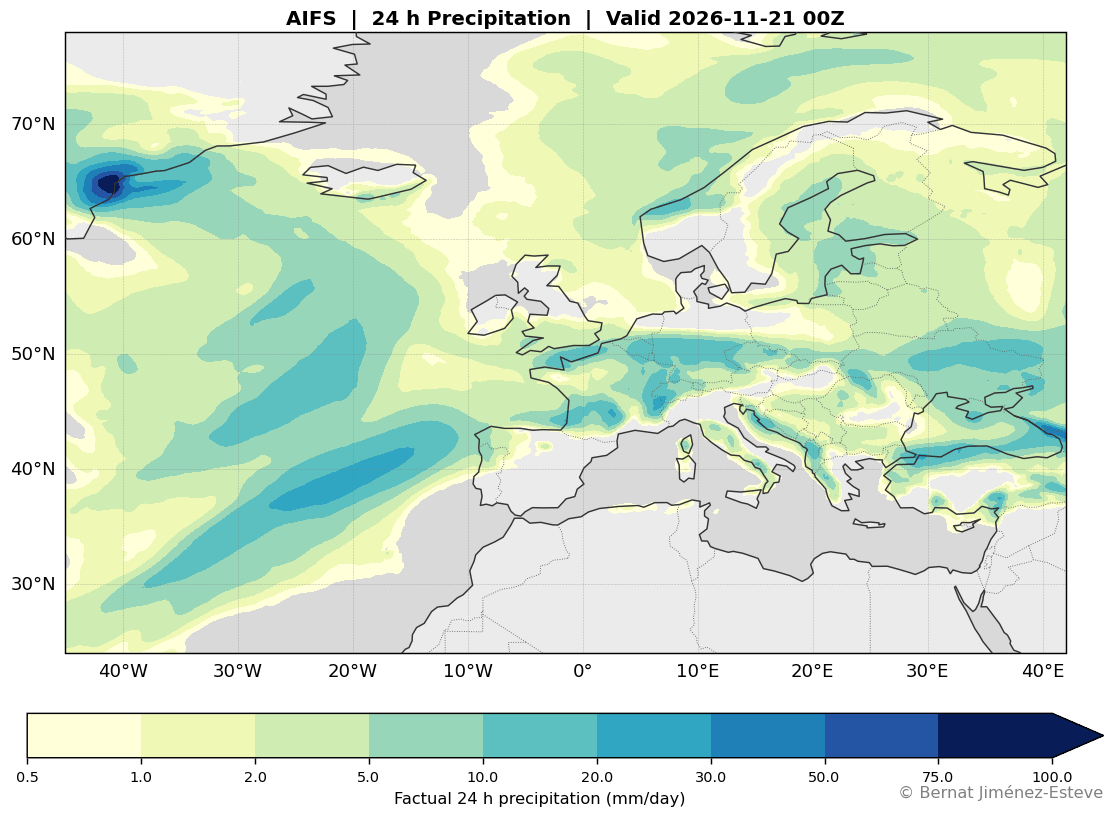 AIFS | 24 h Precipitation | Valid 2026-11-21 00Z
70°N
60°N
50°N
40°N
30°N
40°W 30°W 20°W 10°W 0° 10°E 20°E 30°E 40°E
0.5 1.0 2.0 5.0 10.0 20.0 30.0 50.0 75.0 100.0
Factual 24 h precipitation (mm/day)
© Bernat Jiménez-Esteve